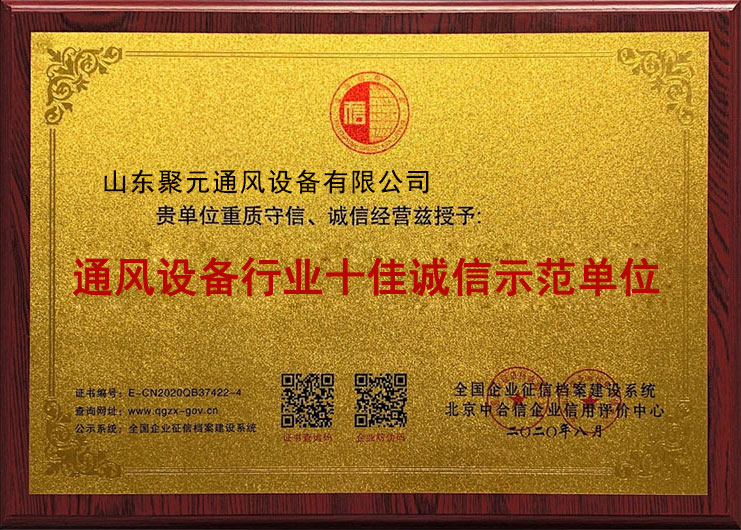 信
山东聚元通风设备有限公司
贵单位重质守信、诚信经营兹授予:
通风设备行业十佳诚信示范单位
证书编号: E-CN2020QB37422-4
查询网址: www.qgzx-gov.cn
公示系统: 全国企业征信档案建设系统
证书查询码
企业防伪码
全国企业征信档案建设系统
北京中合信企业信用评价中心
二〇二〇年八月